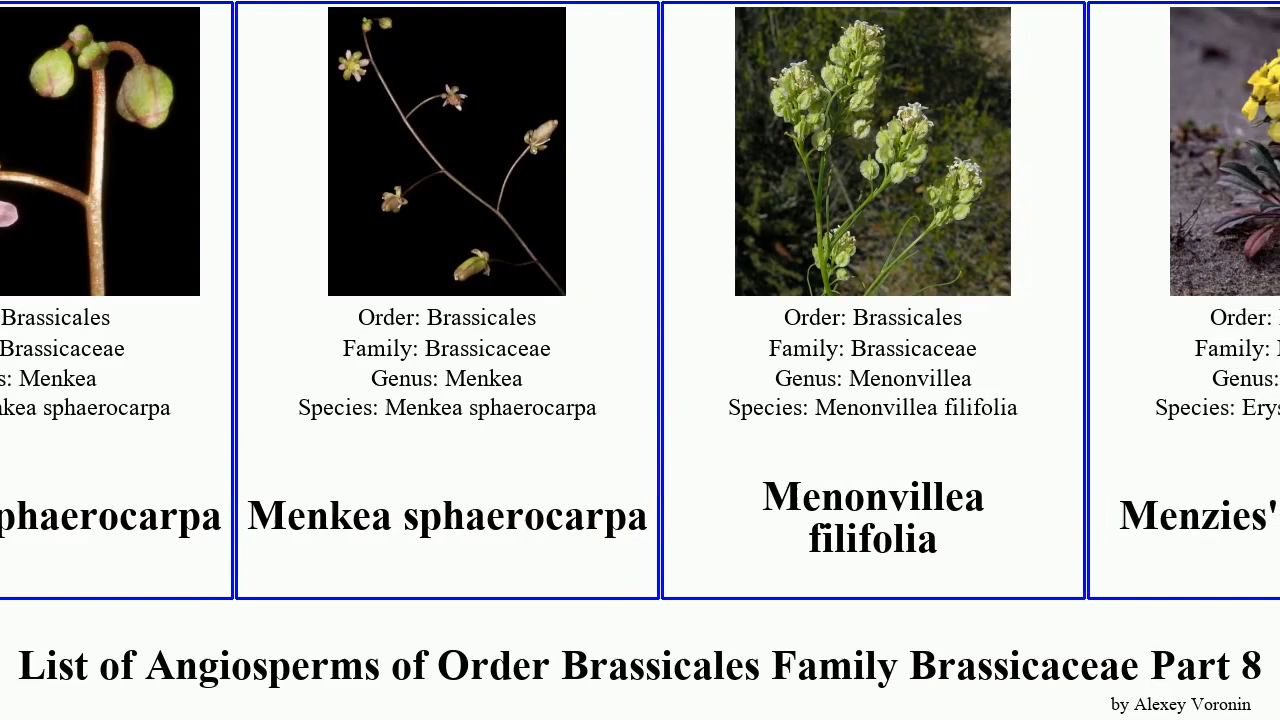 Brassicales
Brassicaceae
s: Menkea
nkea sphaerocarpa
phaerocarpa
Order: Brassicales
Family: Brassicaceae
Genus: Menkea
Species: Menkea sphaerocarpa
Menkea sphaerocarpa
Order: Brassicales
Family: Brassicaceae
Genus: Menonvillea
Species: Menonvillea filifolia
Menonvillea
filifolia
Order:
Family:
Genus:
Species: Erys
Menzies'
List of Angiosperms of Order Brassicales Family Brassicaceae Part 8
by Alexey Voronin